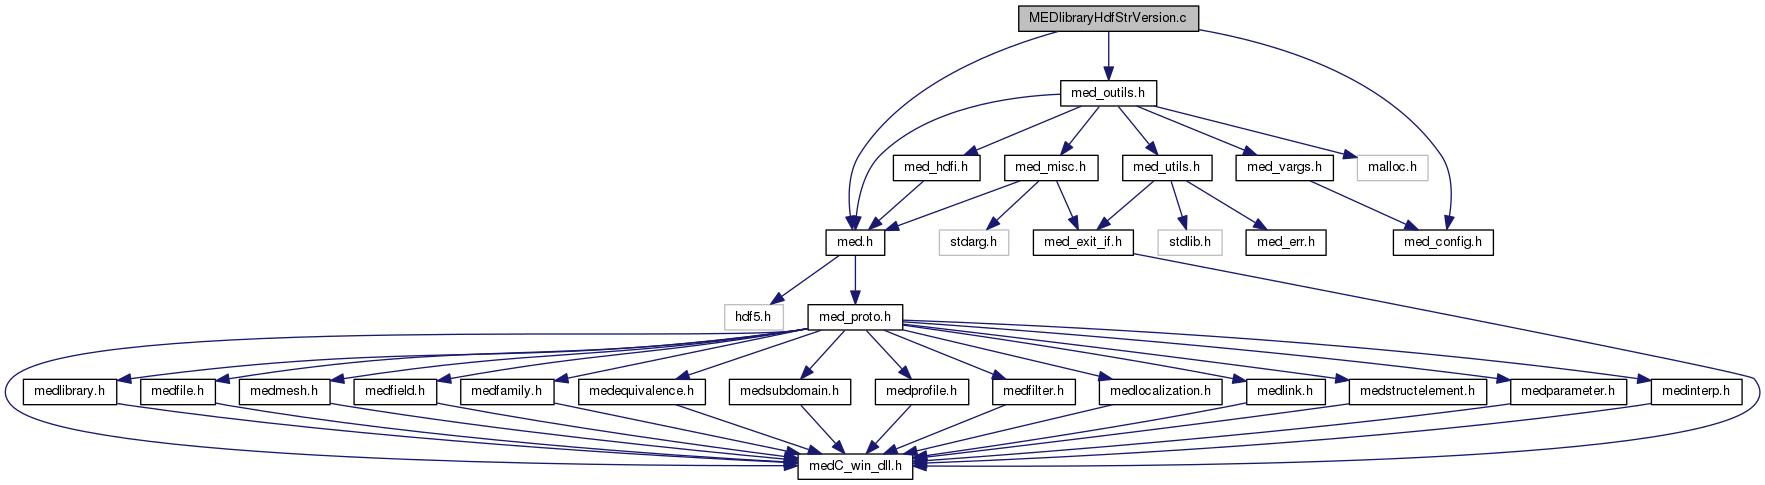 MEDlibraryHdfStrVersion.c
med_outils.h
med_hdfi.h
med_misc.h
med_utils.h
med_vargs.h
malloc.h
med.h
stdarg.h
med_exit_if.h
stdlib.h
med_err.h
med_config.h
hdf5.h
med_proto.h
medlibrary.h
medfile.h
medmesh.h
medfield.h
medfamily.h
medequivalence.h
medsubdomain.h
medprofile.h
medfilter.h
medlocalization.h
medlink.h
medstructelement.h
medparameter.h
medinterp.h
medC_win_dll.h